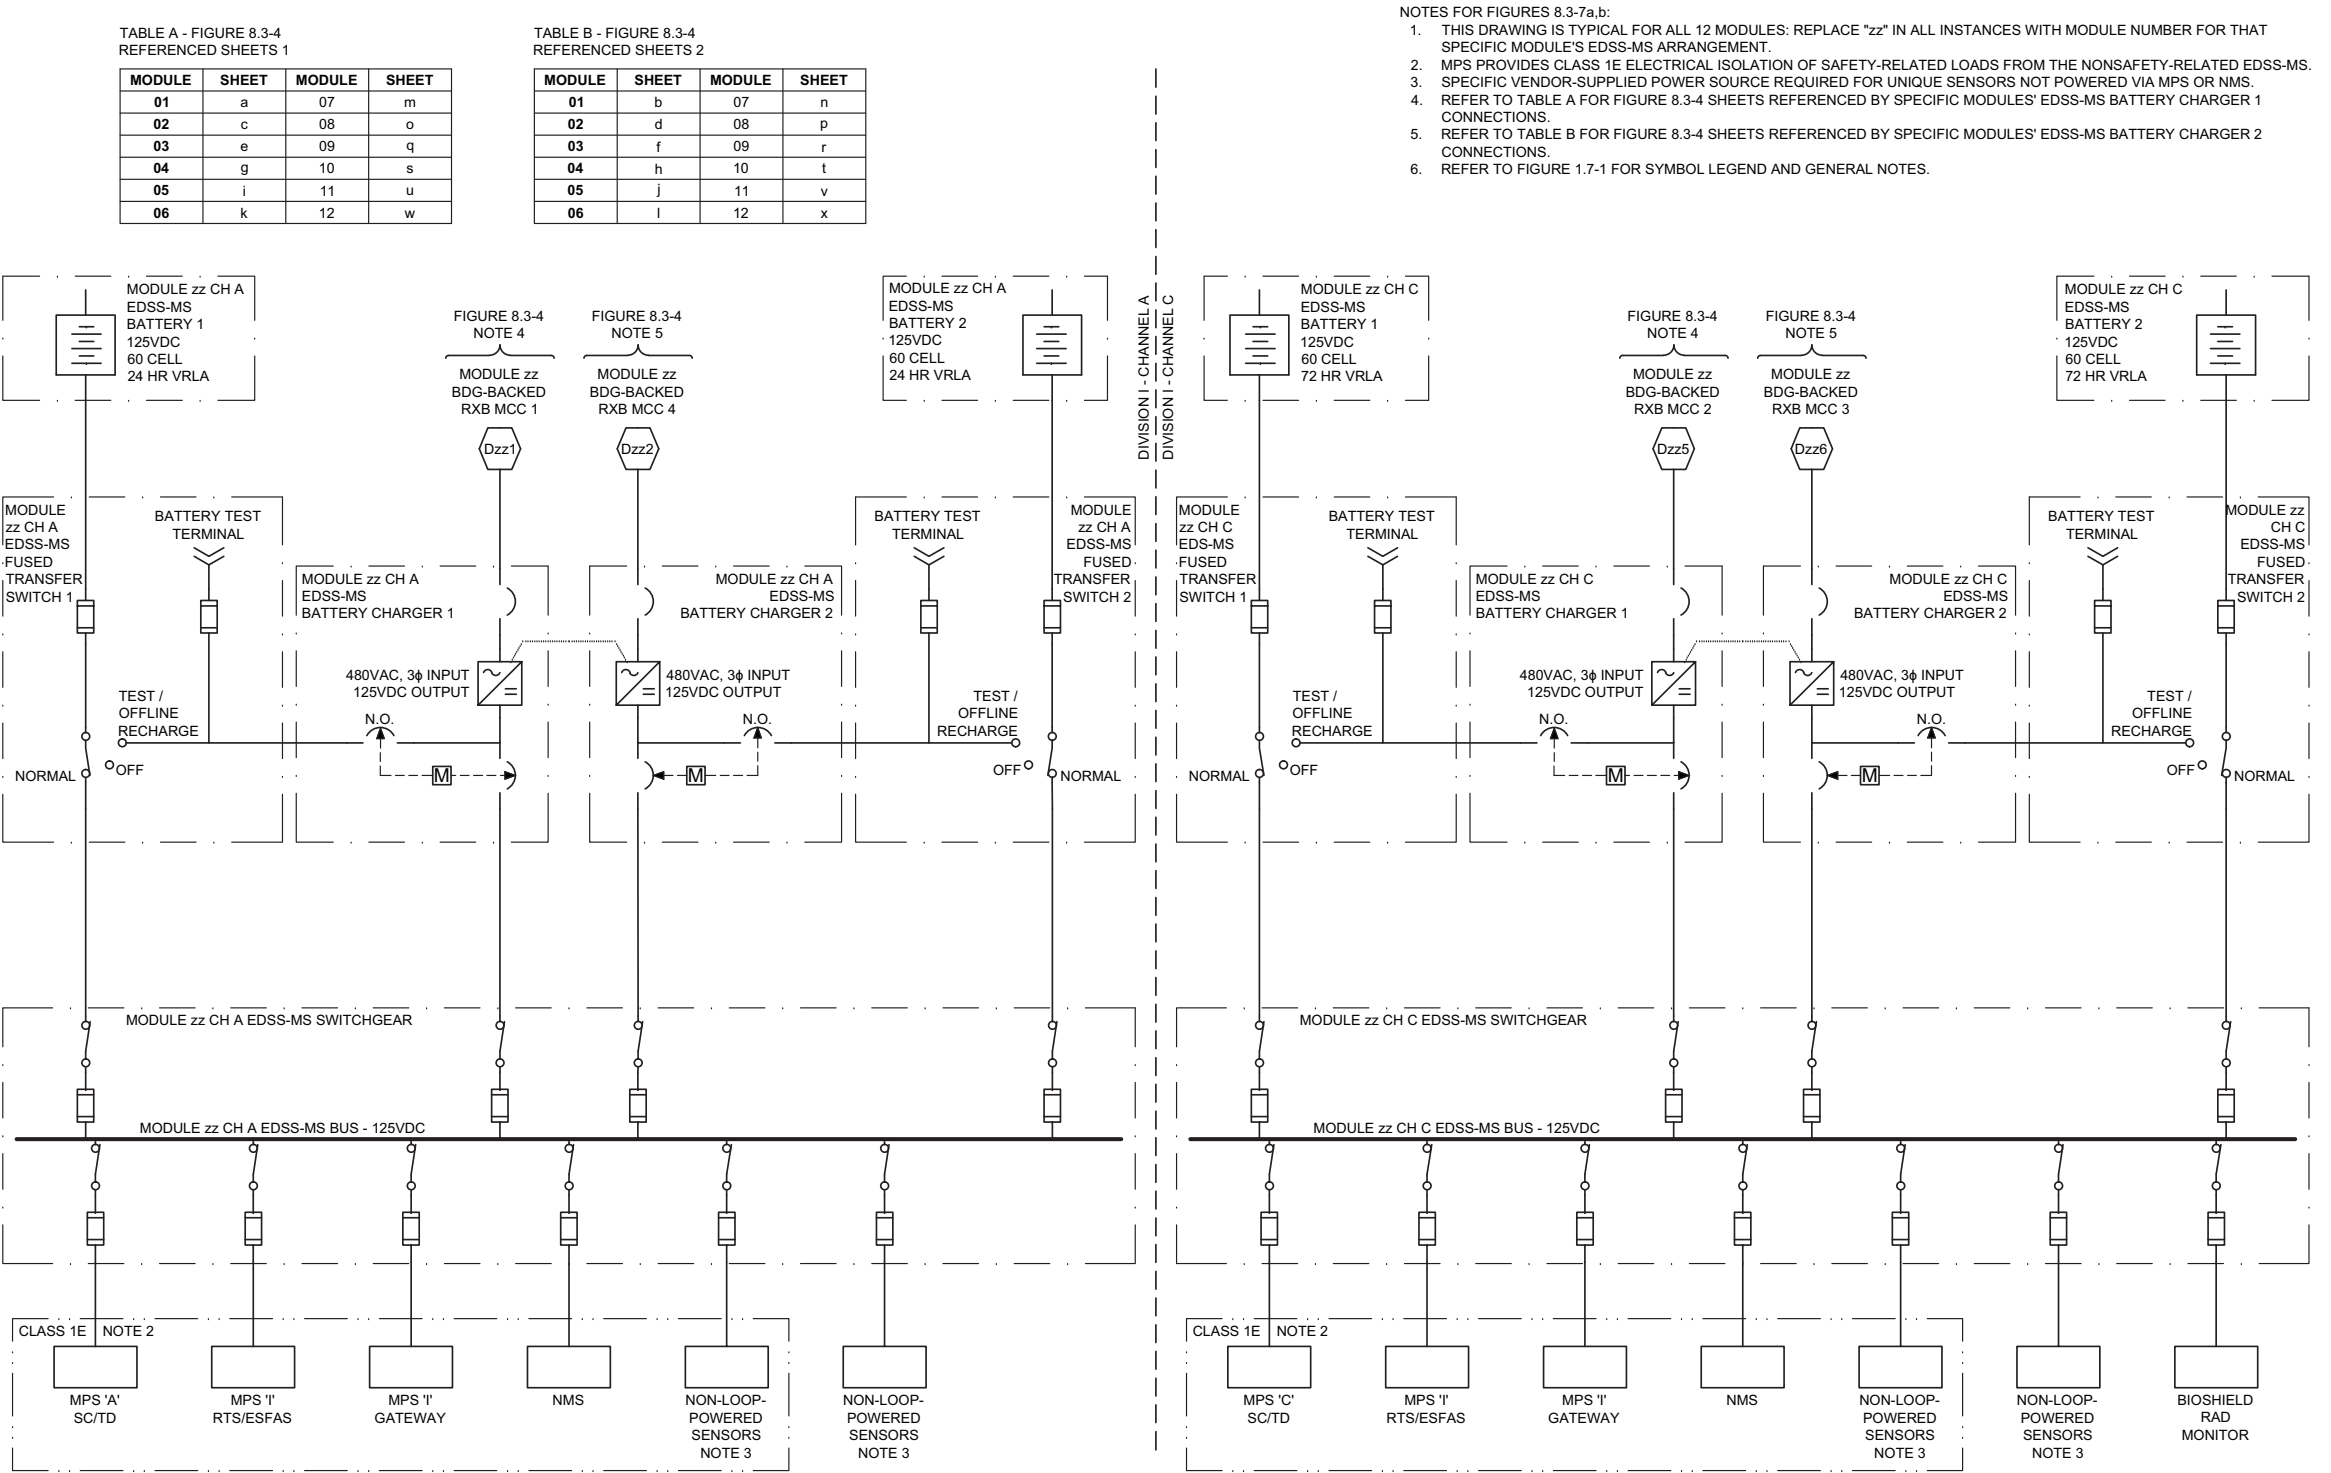 TABLE A - FIGURE 8.3-4
REFERENCED SHEETS 1
MODULE SHEET MODULE SHEET
01 a 07 m
02 c 08 o
03 e 09 q
04 g 10 s
05 i 11 u
06 k 12 w
TABLE B - FIGURE 8.3-4
REFERENCED SHEETS 2
MODULE SHEET MODULE SHEET
01 b 07 n
02 d 08 p
03 f 09 r
04 h 10 t
05 j 11 v
06 l 12 x
NOTES FOR FIGURES 8.3-7a,b:
1. THIS DRAWING IS TYPICAL FOR ALL 12 MODULES: REPLACE "zz" IN ALL INSTANCES WITH MODULE NUMBER FOR THAT
SPECIFIC MODULE'S EDSS-MS ARRANGEMENT.
2. MPS PROVIDES CLASS 1E ELECTRICAL ISOLATION OF SAFETY-RELATED LOADS FROM THE NONSAFETY-RELATED EDSS-MS.
3. SPECIFIC VENDOR-SUPPLIED POWER SOURCE REQUIRED FOR UNIQUE SENSORS NOT POWERED VIA MPS OR NMS.
4. REFER TO TABLE A FOR FIGURE 8.3-4 SHEETS REFERENCED BY SPECIFIC MODULES' EDSS-MS BATTERY CHARGER 1
CONNECTIONS.
5. REFER TO TABLE B FOR FIGURE 8.3-4 SHEETS REFERENCED BY SPECIFIC MODULES' EDSS-MS BATTERY CHARGER 2
CONNECTIONS.
6. REFER TO FIGURE 1.7-1 FOR SYMBOL LEGEND AND GENERAL NOTES.
MODULE zz CH A
EDSS-MS
BATTERY 1
125VDC
60 CELL
24 HR VRLA
FIGURE 8.3-4
NOTE 4
MODULE zz
BDG-BACKED
RXB MCC 1
Dzz1
FIGURE 8.3-4
NOTE 5
MODULE zz
BDG-BACKED
RXB MCC 4
Dzz2
MODULE zz CH A
EDSS-MS
BATTERY 2
125VDC
60 CELL
24 HR VRLA
DIVISION I - CHANNEL A
DIVISION I - CHANNEL C
MODULE zz CH C
EDSS-MS
BATTERY 1
125VDC
60 CELL
72 HR VRLA
FIGURE 8.3-4
NOTE 4
MODULE zz
BDG-BACKED
RXB MCC 2
Dzz5
FIGURE 8.3-4
NOTE 5
MODULE zz
BDG-BACKED
RXB MCC 3
Dzz6
MODULE zz CH C
EDSS-MS
BATTERY 2
125VDC
60 CELL
72 HR VRLA
MODULE
zz CH A
EDSS-MS
FUSED
TRANSFER
SWITCH 1
BATTERY TEST
TERMINAL
TEST /
OFFLINE
RECHARGE
NORMAL
OFF
MODULE zz CH A
EDSS-MS
BATTERY CHARGER 1
480VAC, 3ϕ INPUT
125VDC OUTPUT
N.O.
M
MODULE zz CH A
EDSS-MS
BATTERY CHARGER 2
480VAC, 3ϕ INPUT
125VDC OUTPUT
N.O.
M
BATTERY TEST
TERMINAL
MODULE
zz CH A
EDSS-MS
FUSED
TRANSFER
SWITCH 2
TEST /
OFFLINE
RECHARGE
OFF
NORMAL
MODULE
zz CH C
EDS-MS
FUSED
TRANSFER
SWITCH 1
BATTERY TEST
TERMINAL
TEST /
OFFLINE
RECHARGE
NORMAL
OFF
MODULE zz CH C
EDSS-MS
BATTERY CHARGER 1
480VAC, 3ϕ INPUT
125VDC OUTPUT
N.O.
M
MODULE zz CH C
EDSS-MS
BATTERY CHARGER 2
480VAC, 3ϕ INPUT
125VDC OUTPUT
N.O.
M
BATTERY TEST
TERMINAL
MODULE zz
CH C
EDSS-MS
FUSED
TRANSFER
SWITCH 2
TEST /
OFFLINE
RECHARGE
OFF
NORMAL
MODULE zz CH A EDSS-MS SWITCHGEAR
MODULE zz CH A EDSS-MS BUS - 125VDC
MODULE zz CH C EDSS-MS SWITCHGEAR
MODULE zz CH C EDSS-MS BUS - 125VDC
CLASS 1E NOTE 2
MPS 'A'
SC/TD
MPS 'I'
RTS/ESFAS
MPS 'I'
GATEWAY
NMS
NON-LOOP-
POWERED
SENSORS
NOTE 3
NON-LOOP-
POWERED
SENSORS
NOTE 3
CLASS 1E NOTE 2
MPS 'C'
SC/TD
MPS 'I'
RTS/ESFAS
MPS 'I'
GATEWAY
NMS
NON-LOOP-
POWERED
SENSORS
NOTE 3
NON-LOOP-
POWERED
SENSORS
NOTE 3
BIOSHIELD
RAD
MONITOR